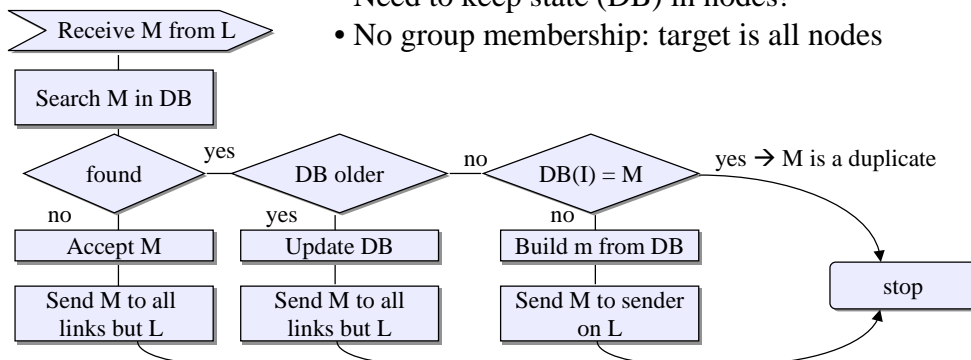 Need to keep state (DB) in nodes!
• No group membership: target is all nodes
Receive M from L
Search M in DB
found
yes
DB older
no
DB(I) = M
yes → M is a duplicate
no
yes
no
Accept M
Update DB
Build m from DB
Send M to all
links but L
Send M to all
links but L
Send M to sender
on L
stop